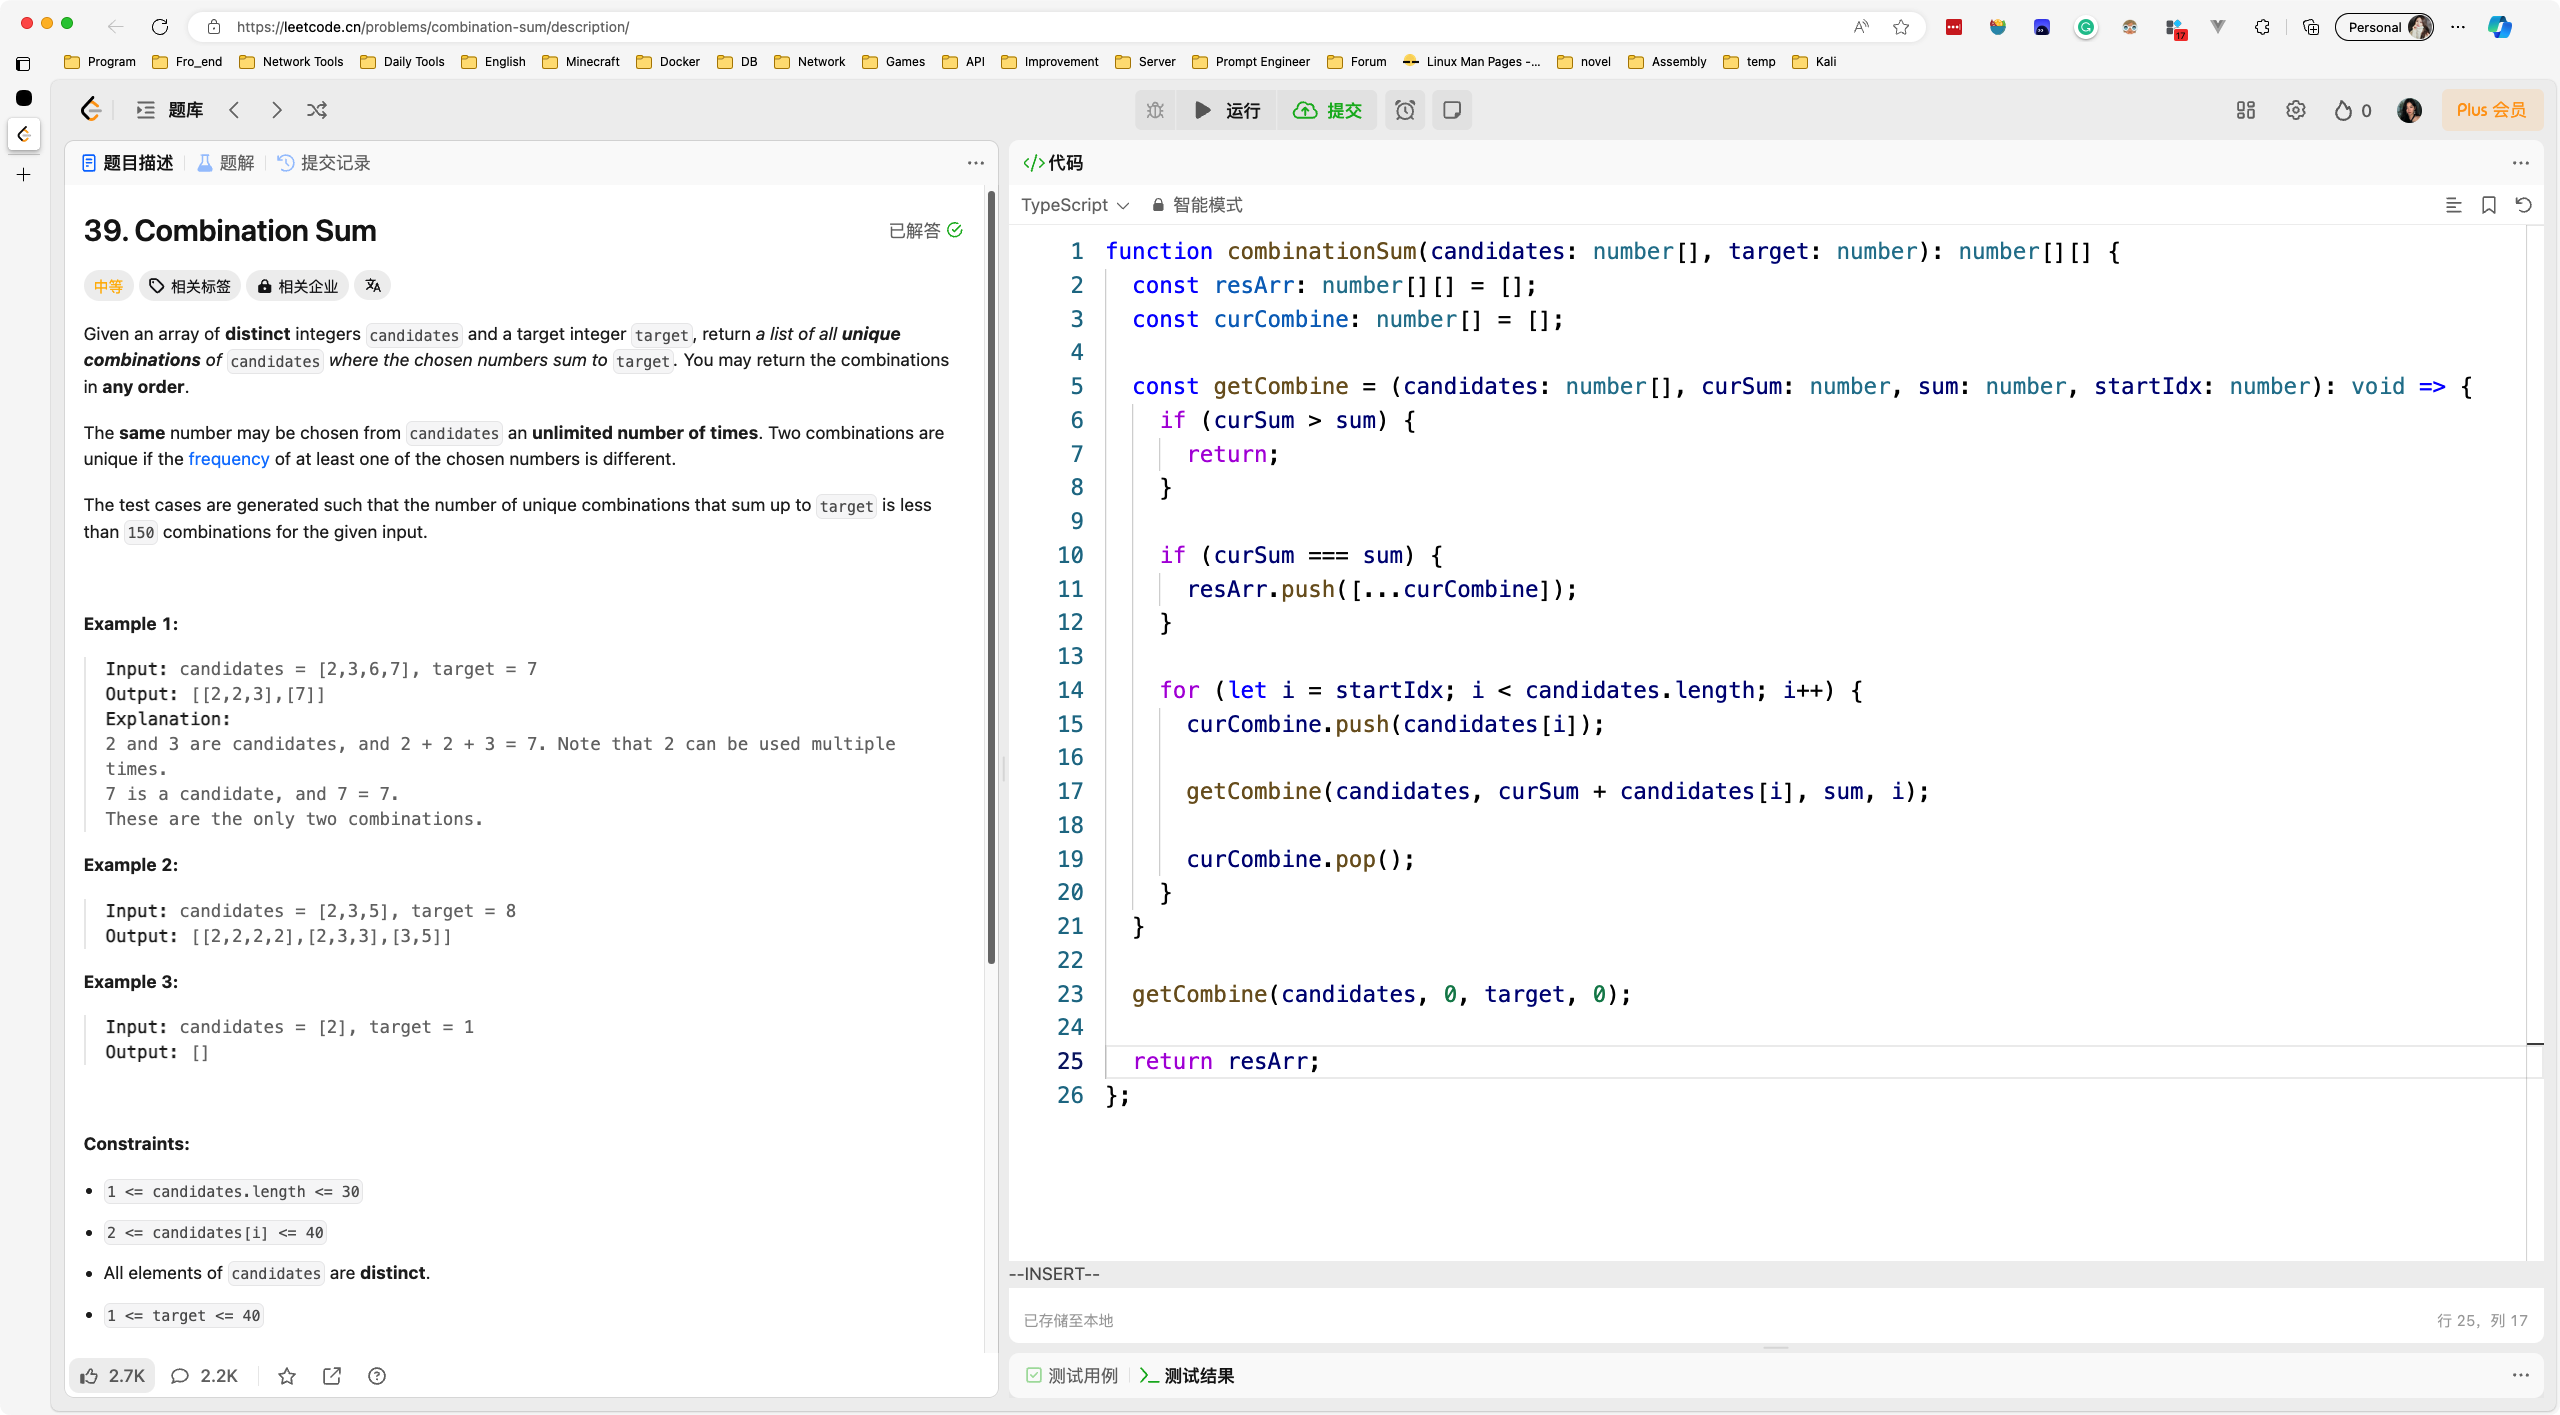 https://leetcode.cn/problems/combination-sum/description/
Personal
17
Program Fro_end Network Tools Daily Tools English Minecraft Docker DB Network Games API Improvement Server Prompt Engineer Forum Linux Man Pages -... novel Assembly temp Kali
题库 运行 提交 0 Plus 会员
题目描述 题解 提交记录
39. Combination Sum 已解答
中等 相关标签 相关企业
Given an array of distinct integers candidates and a target integer target, return a list of all unique
combinations of candidates where the chosen numbers sum to target. You may return the combinations
in any order.
The same number may be chosen from candidates an unlimited number of times. Two combinations are
unique if the frequency of at least one of the chosen numbers is different.
The test cases are generated such that the number of unique combinations that sum up to target is less
than 150 combinations for the given input.
Example 1:
Input: candidates = [2,3,6,7], target = 7
Output: [[2,2,3],[7]]
Explanation:
2 and 3 are candidates, and 2 + 2 + 3 = 7. Note that 2 can be used multiple
times.
7 is a candidate, and 7 = 7.
These are the only two combinations.
Example 2:
Input: candidates = [2,3,5], target = 8
Output: [[2,2,2,2],[2,3,3],[3,5]]
Example 3:
Input: candidates = [2], target = 1
Output: []
Constraints:
• 1 <= candidates.length <= 30
• 2 <= candidates[i] <= 40
• All elements of candidates are distinct.
• 1 <= target <= 40
2.7K 2.2K
</> 代码
TypeScript 智能模式
1 function combinationSum(candidates: number[], target: number): number[][] {
2 const resArr: number[][] = [];
3 const curCombine: number[] = [];
4
5 const getCombine = (candidates: number[], curSum: number, sum: number, startIdx: number): void => {
6 if (curSum > sum) {
7 return;
8 }
9
10 if (curSum === sum) {
11 resArr.push([...curCombine]);
12 }
13
14 for (let i = startIdx; i < candidates.length; i++) {
15 curCombine.push(candidates[i]);
16
17 getCombine(candidates, curSum + candidates[i], sum, i);
18
19 curCombine.pop();
20 }
21 }
22
23 getCombine(candidates, 0, target, 0);
24
25 return resArr;
26 };
--INSERT--
已存储至本地 行 25, 列 17
测试用例 测试结果